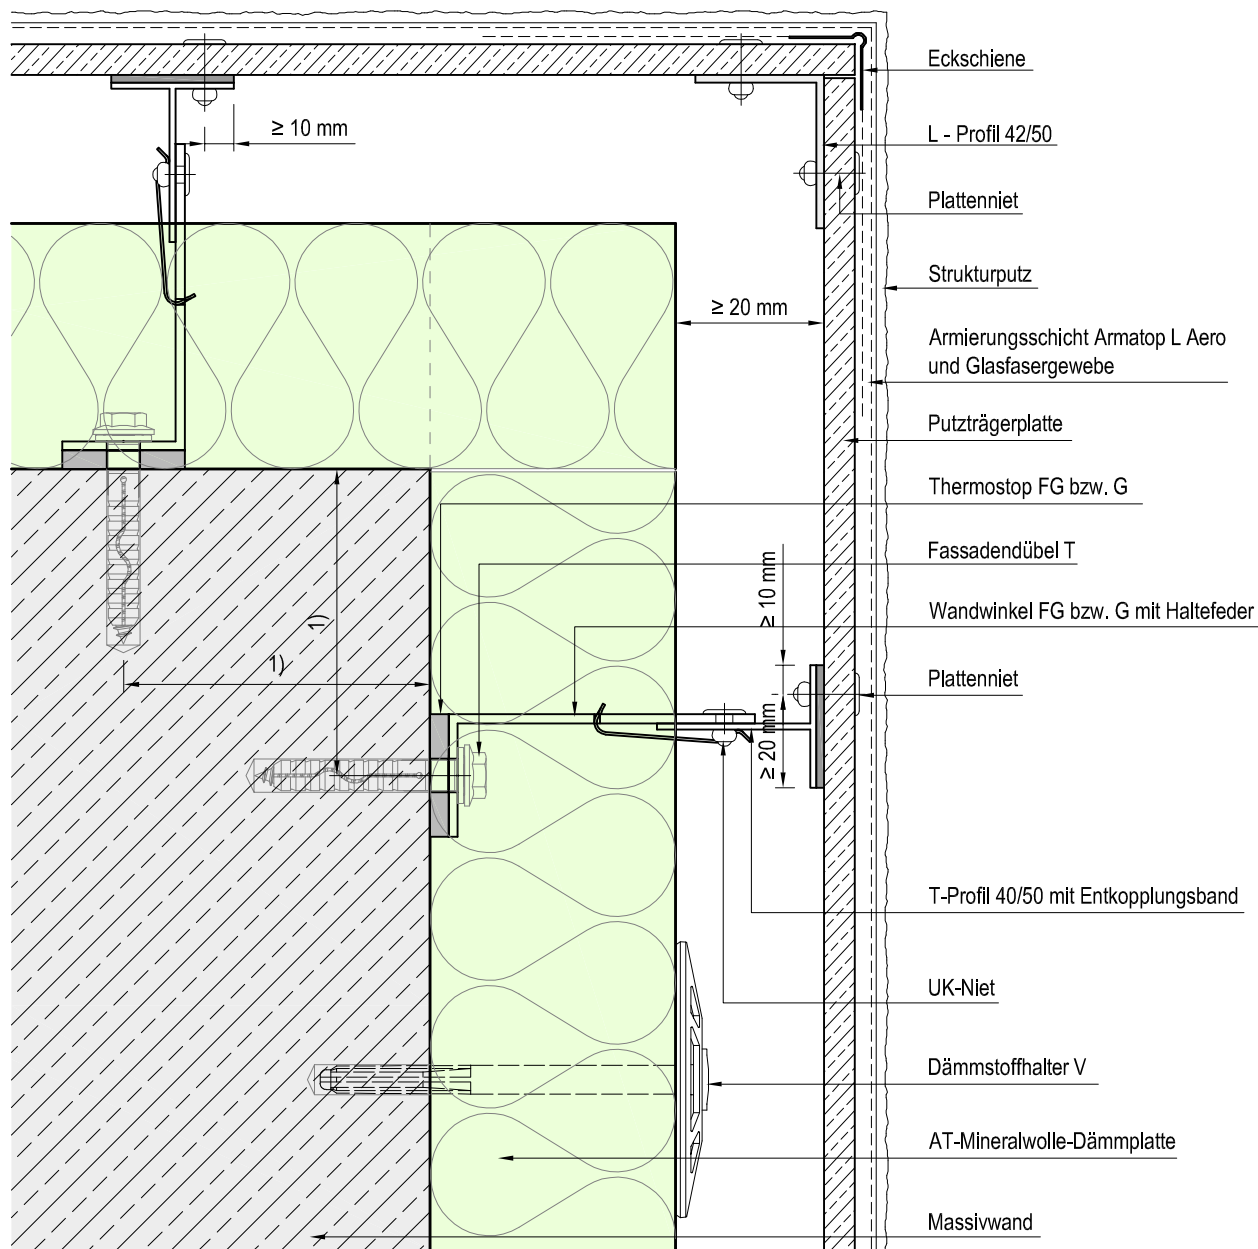 Eckschiene
≥ 10 mm
L - Profil 42/50
Plattenniet
Strukturputz
≥ 20 mm
Armierungsschicht Armatop L Aero
und Glasfasergewebe
Putzträgerplatte
Thermostop FG bzw. G
Fassadendübel T
≥ 10 mm
Wandwinkel FG bzw. G mit Haltefeder
1)
1)
Plattenniet
≥ 20 mm
T-Profil 40/50 mit Entkopplungsband
UK-Niet
Dämmstoffhalter V
AT-Mineralwolle-Dämmplatte
Massivwand